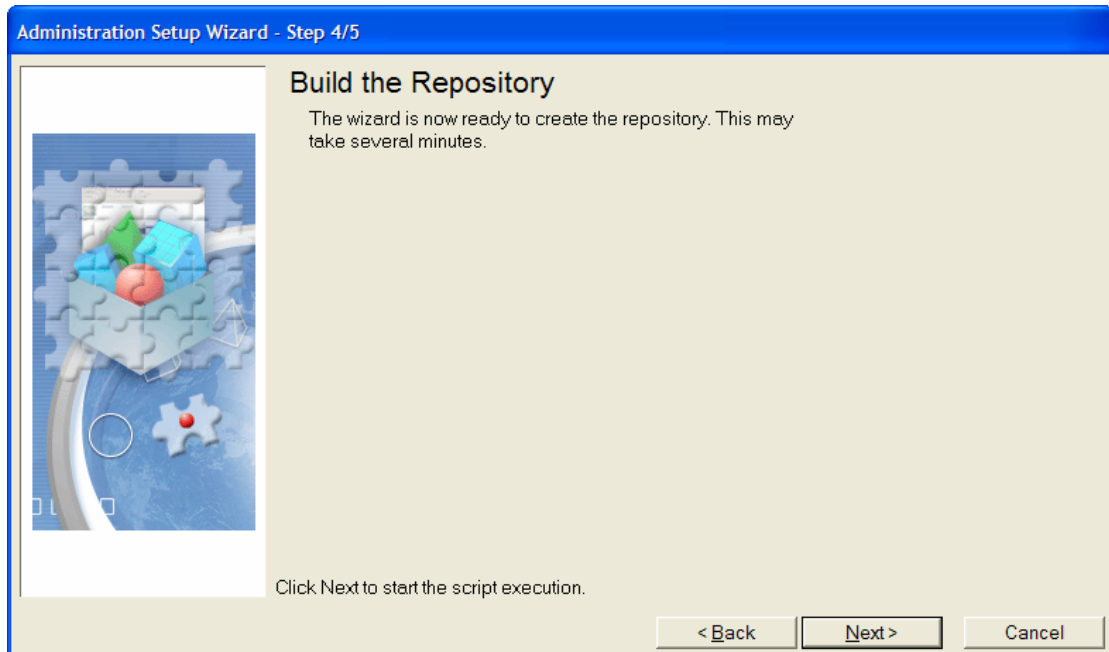 Administration Setup Wizard - Step 4/5
Build the Repository
The wizard is now ready to create the repository. This may
take several minutes.
Click Next to start the script execution.
< Back
Next >
Cancel